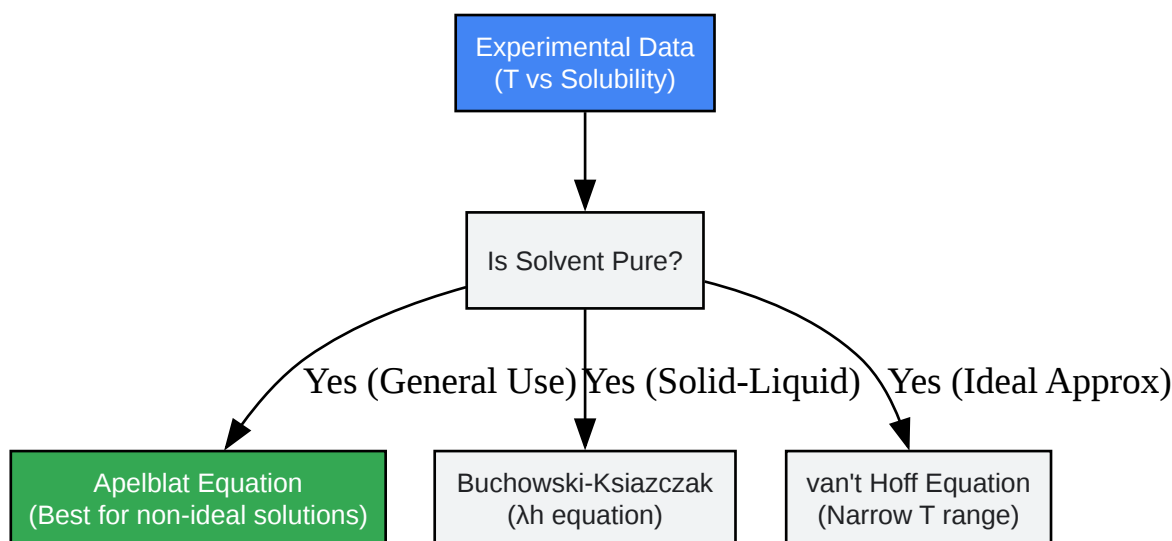 Experimental Data
(T vs Solubility)
Is Solvent Pure?
Yes (General Use)
Yes (Solid-Liquid)
Yes (Ideal Approx)
Apelblat Equation
(Best for non-ideal solutions)
Buchowski-Ksiazczak
(λh equation)
van't Hoff Equation
(Narrow T range)